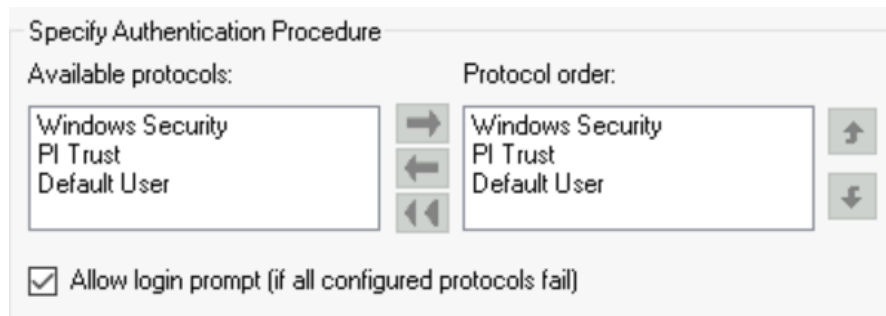 Specify Authentication Procedure
Available protocols:
Protocol order:
Windows Security
PI Trust
Default User
Windows Security
PI Trust
Default User
Allow login prompt (if all configured protocols fail)